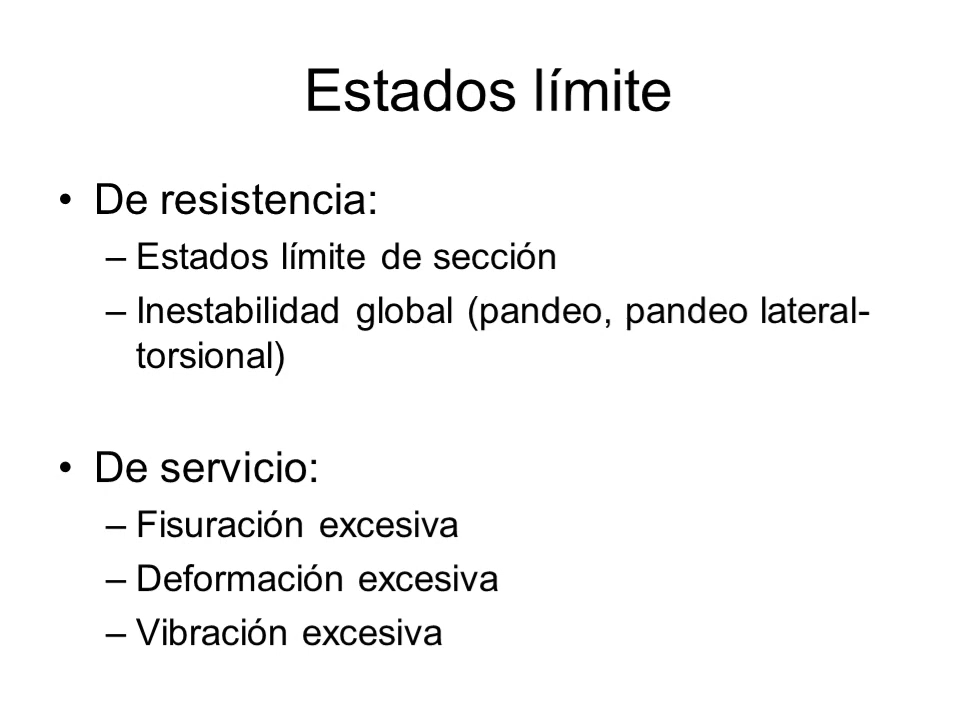 Estados límite
• De resistencia:
– Estados límite de sección
– Inestabilidad global (pandeo, pandeo lateral-
torsional)
• De servicio:
– Fisuración excesiva
– Deformación excesiva
– Vibración excesiva